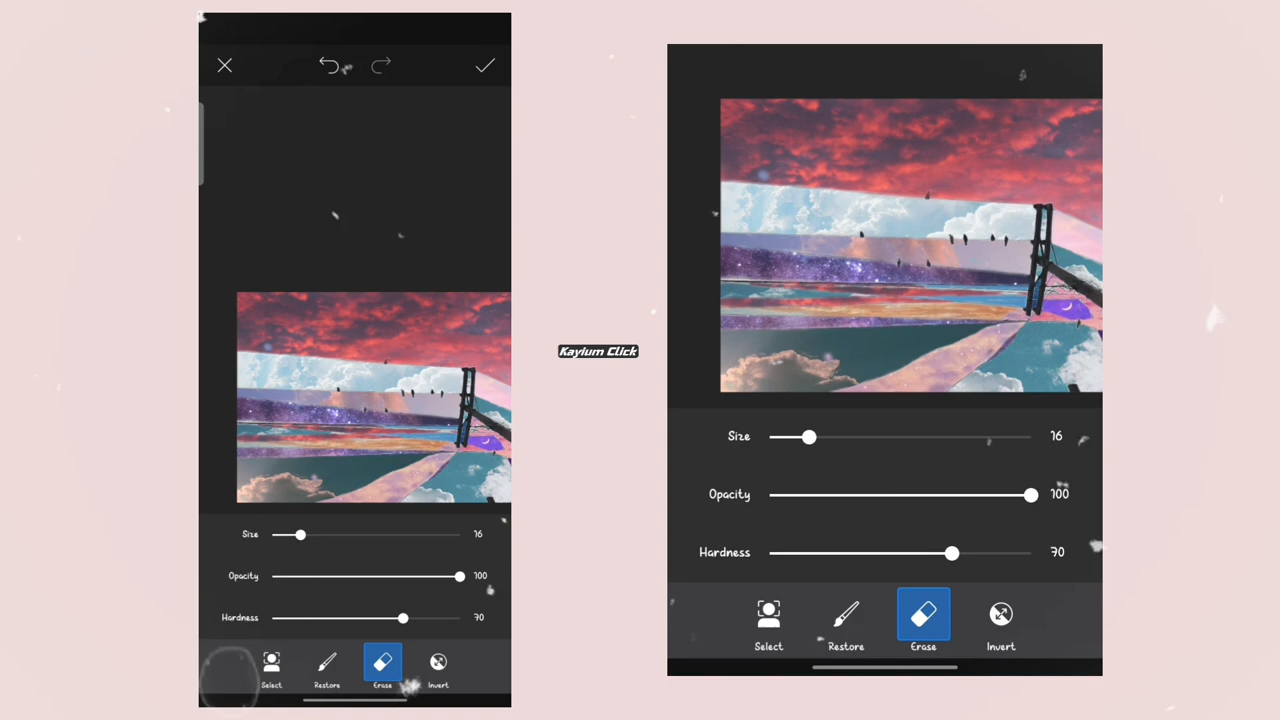 Size 16
Opacity 100
Hardness 70
Select Restore Erase Invert
Kaylum Click
Size 16
Opacity 100
Hardness 70
Select Restore Erase Invert